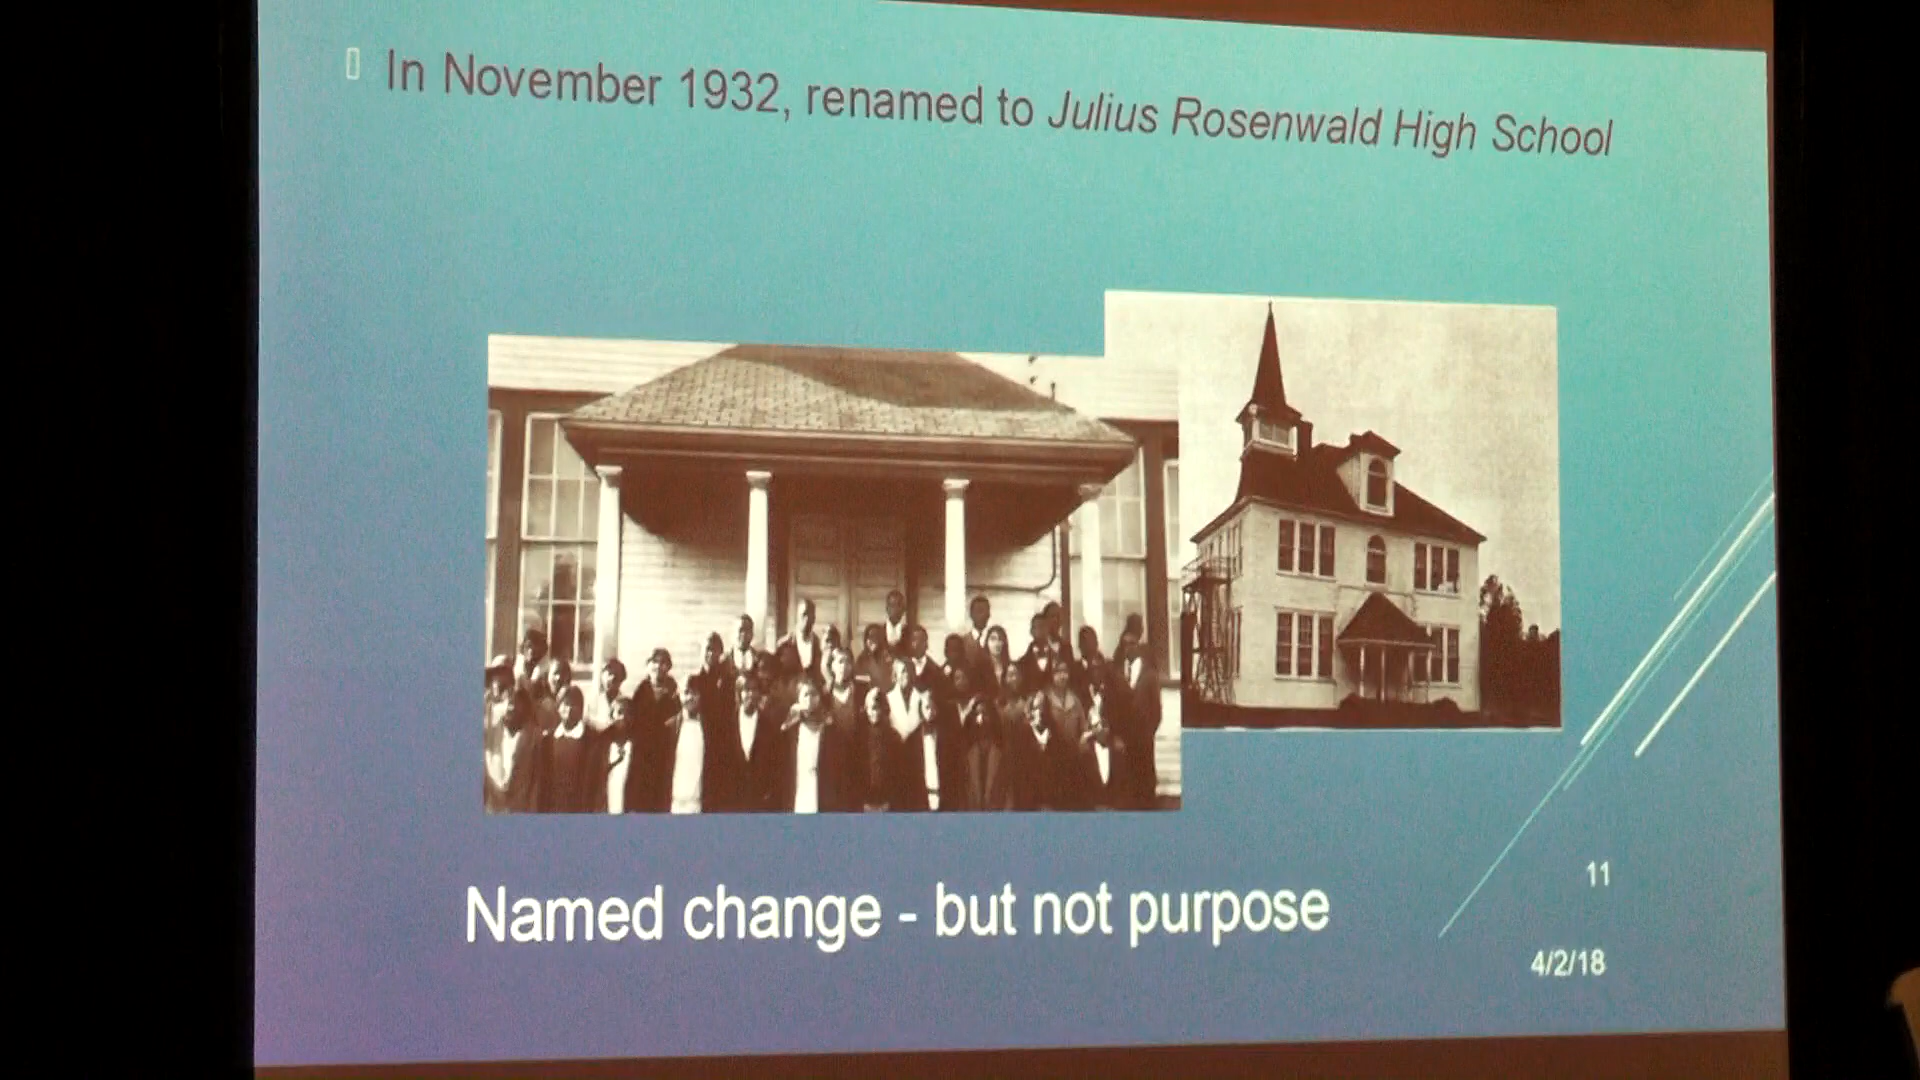 In November 1932, renamed to Julius Rosenwald High School
Named change - but not purpose
11
4/2/18